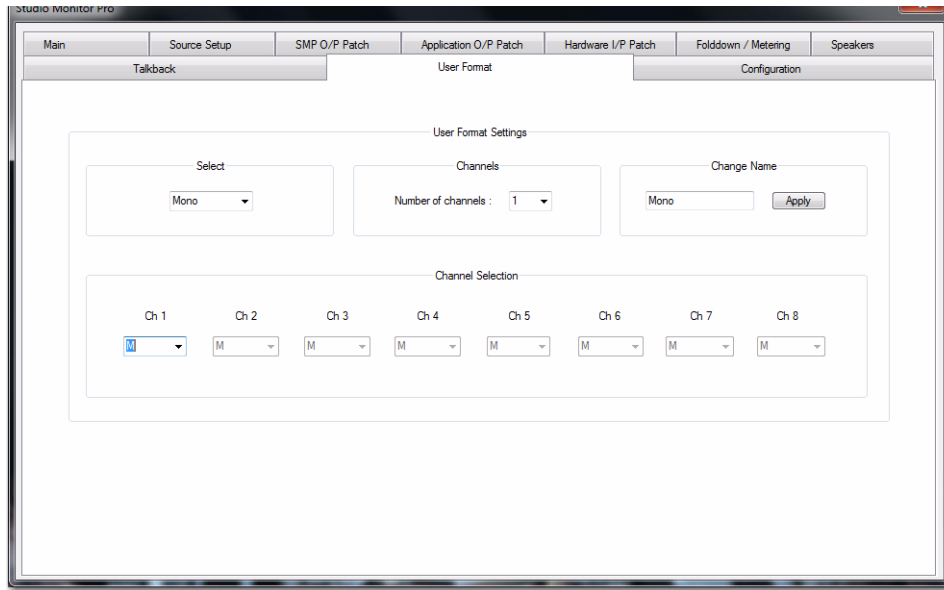 Studio Monitor Pro
Main Source Setup SMP O/P Patch Application O/P Patch Hardware I/P Patch Folddown / Metering Speakers
Talkback User Format Configuration
User Format Settings
Select Channels Change Name
Mono Number of channels : 1 Mono Apply
Channel Selection
Ch 1 Ch 2 Ch 3 Ch 4 Ch 5 Ch 6 Ch 7 Ch 8
M M M M M M M M